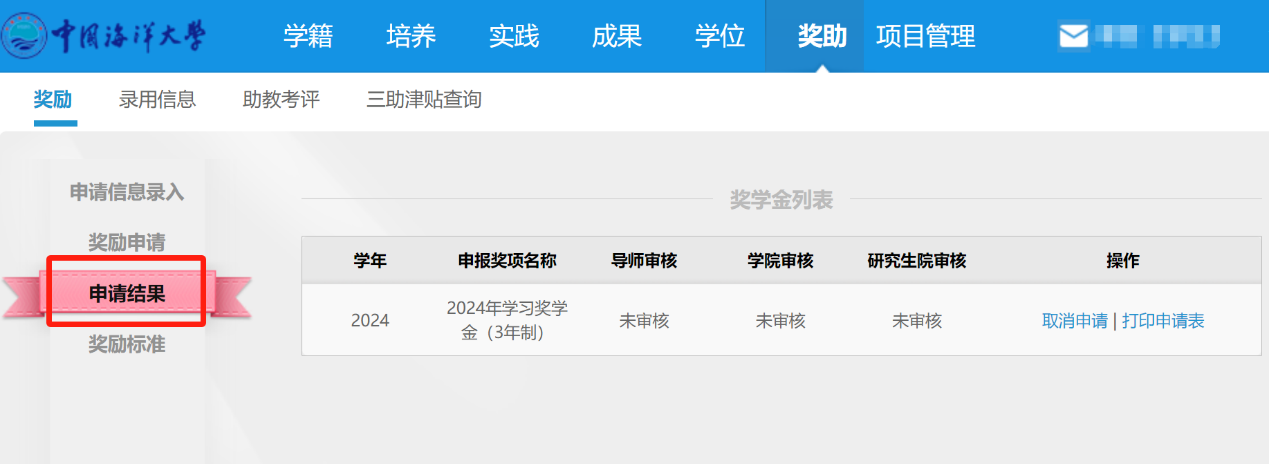 中国海洋大学
学籍 培养 实践 成果 学位 奖助 项目管理
奖励 录用信息 助教考评 三助津贴查询
申请信息录入
奖励申请
申请结果
奖励标准
奖学金列表
学年 申报奖项名称 导师审核 学院审核 研究生院审核 操作
2024 2024年学习奖学金（3年制） 未审核 未审核 未审核 取消申请 | 打印申请表